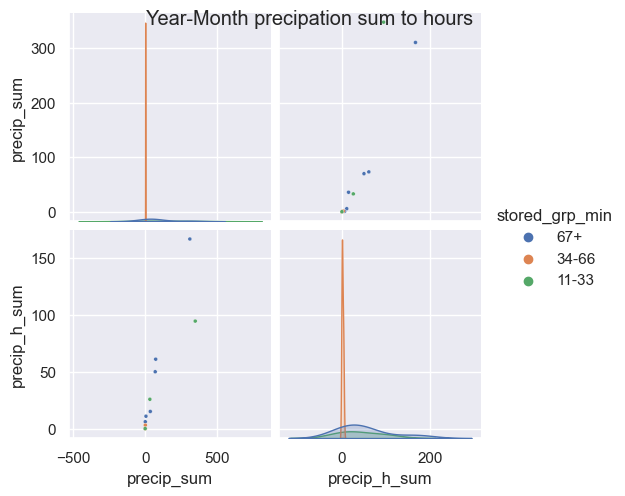 Year-Month precipation sum to hours
300
200
100
0
precip_sum
150
100
50
0
precip_h_sum
−500
0
500
precip_sum
0
200
precip_h_sum
stored_grp_min
67+
34-66
11-33